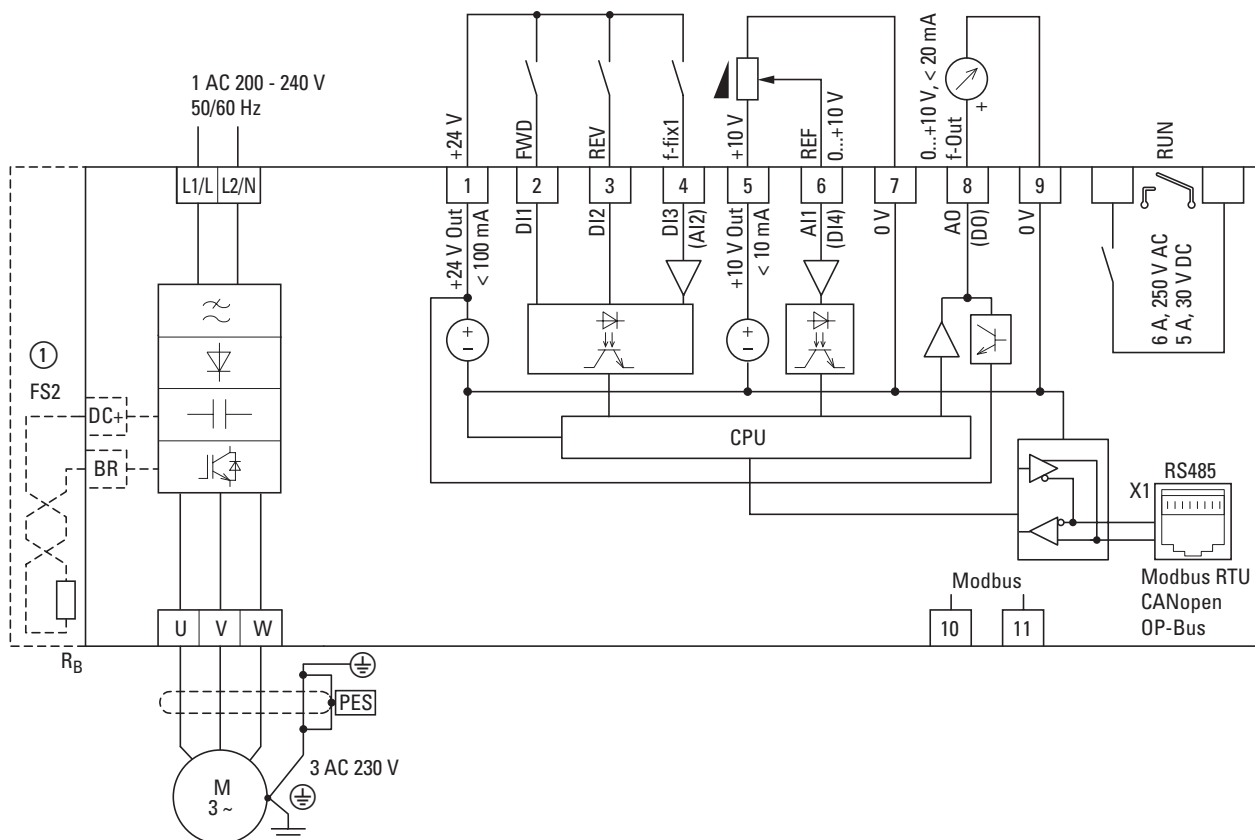 1 AC 200 - 240 V
50/60 Hz
+24 V
FWD
REV
f-fix1
+10 V
REF
0...+10 V
0...+10 V, < 20 mA
f-Out
+
RUN
L1/L
L2/N
1
2
3
4
5
6
7
8
9
+24 V Out
< 100 mA
DI1
DI2
DI3
(AI2)
+10 V Out
< 10 mA
AI1
(DI4)
0 V
AO
(DO)
0 V
6 A, 250 V AC
5 A, 30 V DC
+
−
+
−
1
FS2
DC+
BR
CPU
X1
RS485
Modbus RTU
CANopen
OP-Bus
Modbus
10
11
U
V
W
RB
PES
3 AC 230 V
M
3 ~